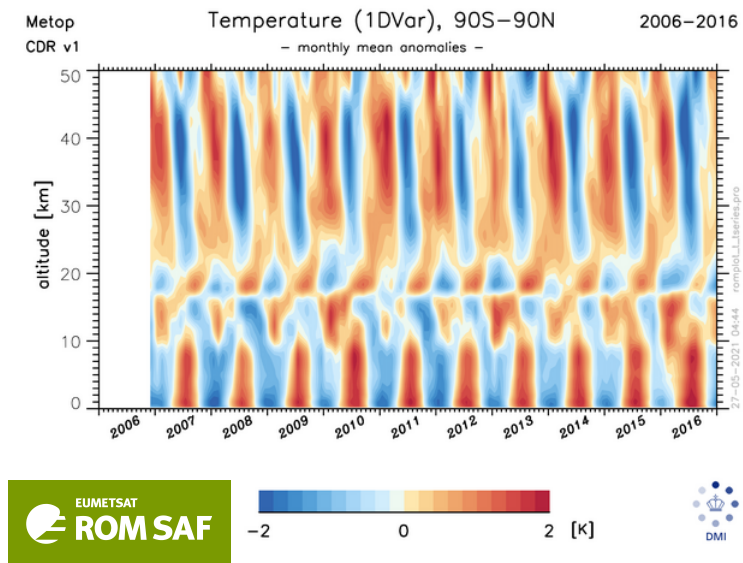 Metop
CDR v1
Temperature (1DVar), 90S−90N
− monthly mean anomalies −
2006−2016
altitude [km]
50
40
30
20
10
0
2006 2007 2008 2009 2010 2011 2012 2013 2014 2015 2016
27−05−2021 04:44 romplot_t_tseries.pro
EUMETSAT
ROM SAF
−2 0 2 [K]
DMI